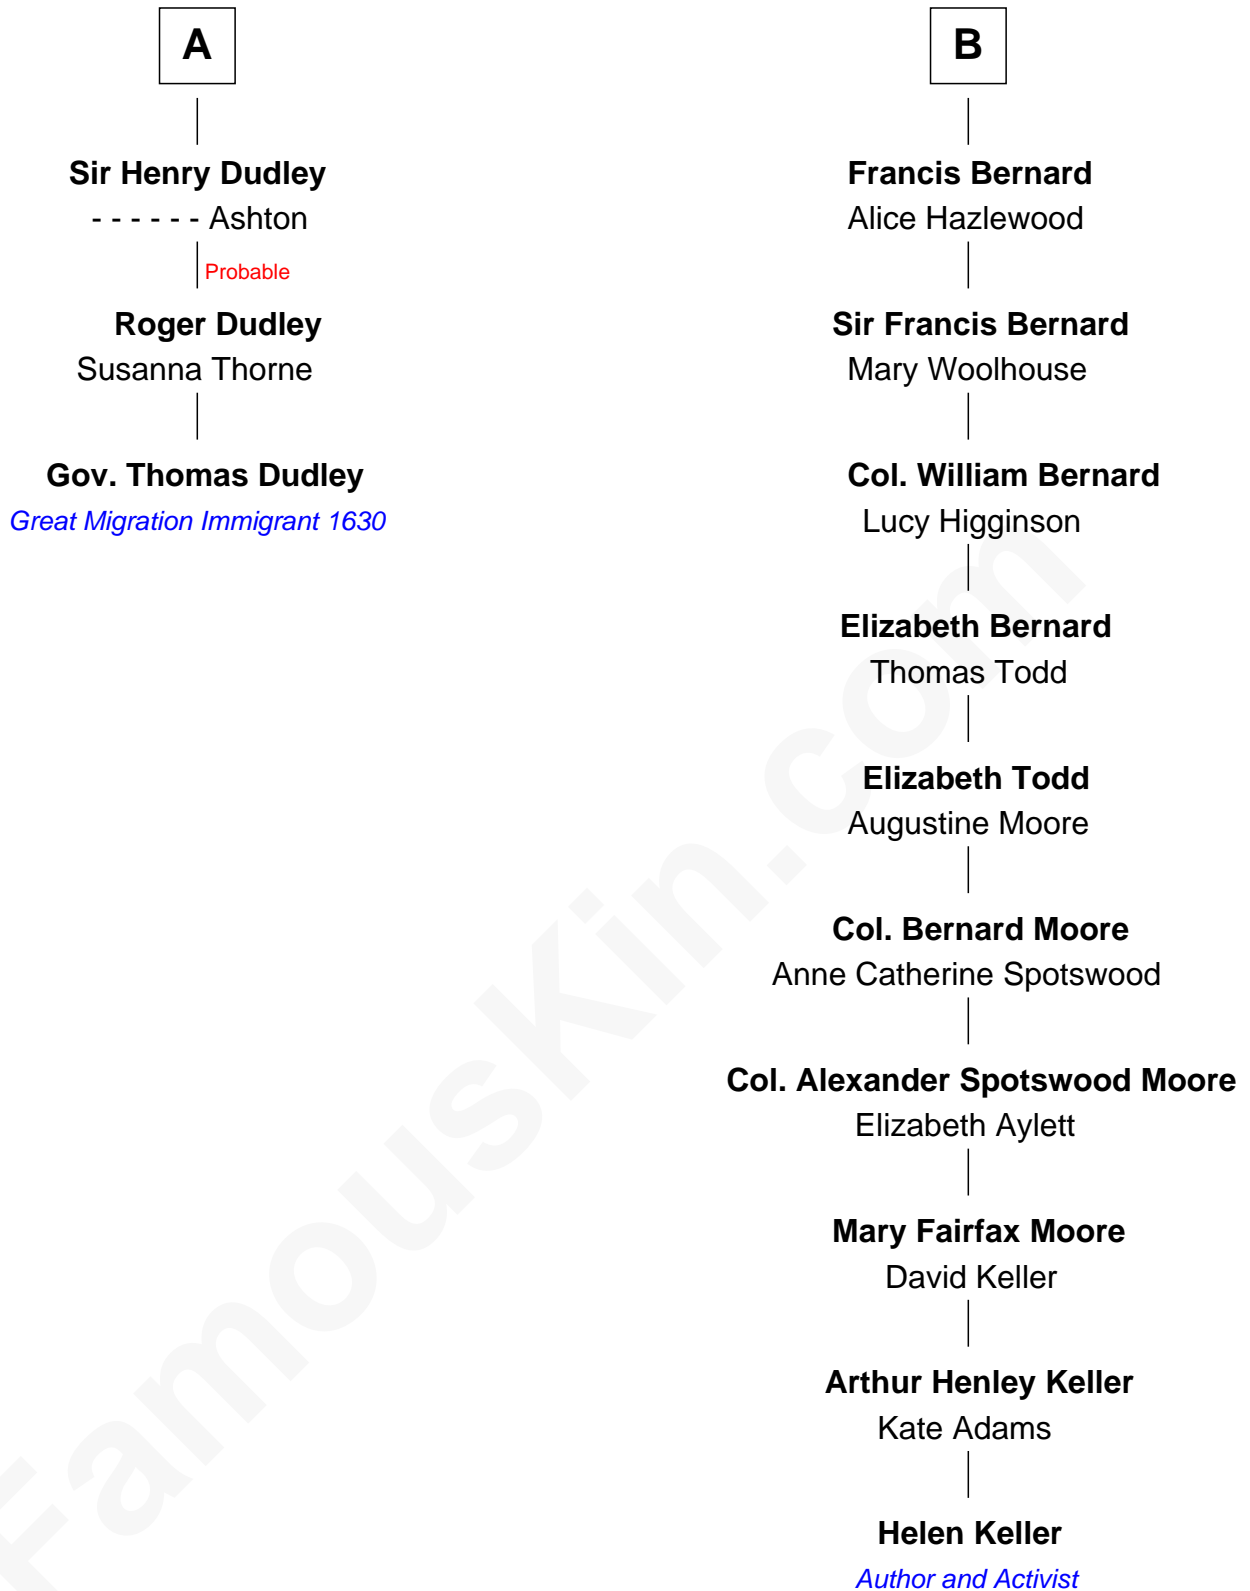 A
Sir Henry Dudley
- - - - - - Ashton
Probable
Roger Dudley
Susanna Thorne
Gov. Thomas Dudley
Great Migration Immigrant 1630
B
Francis Bernard
Alice Hazlewood
Sir Francis Bernard
Mary Woolhouse
Col. William Bernard
Lucy Higginson
Elizabeth Bernard
Thomas Todd
Elizabeth Todd
Augustine Moore
Col. Bernard Moore
Anne Catherine Spotswood
Col. Alexander Spotswood Moore
Elizabeth Aylett
Mary Fairfax Moore
David Keller
Arthur Henley Keller
Kate Adams
Helen Keller
Author and Activist
FamousKin.com